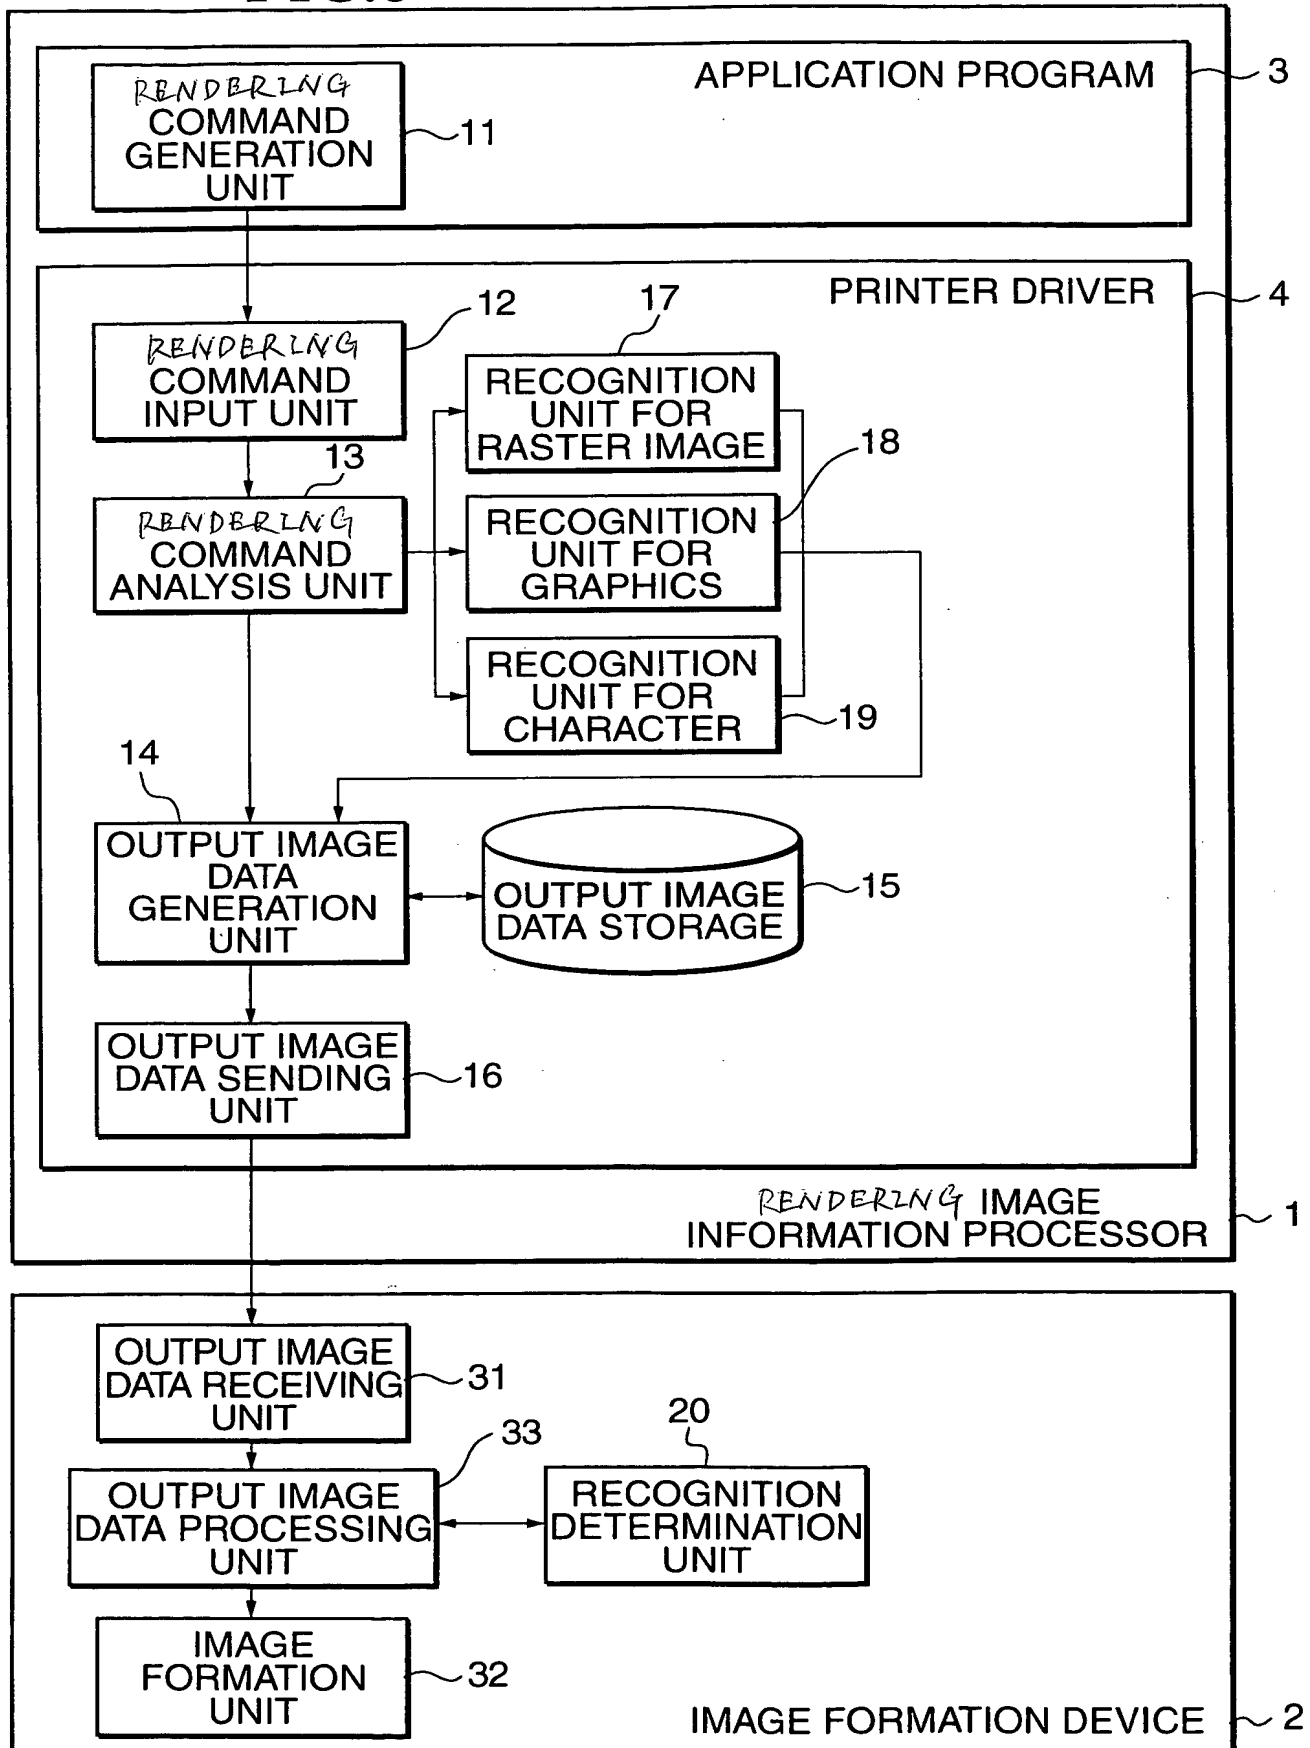 APPLICATION PROGRAM
3
RENDERING
COMMAND
GENERATION
UNIT
11
PRINTER DRIVER
4
12
RENDERING
COMMAND
INPUT UNIT
17
RECOGNITION
UNIT FOR
RASTER IMAGE
13
RENDERING
COMMAND
ANALYSIS UNIT
18
RECOGNITION
UNIT FOR
GRAPHICS
RECOGNITION
UNIT FOR
CHARACTER
19
14
OUTPUT IMAGE
DATA
GENERATION
UNIT
OUTPUT IMAGE
DATA STORAGE
15
OUTPUT IMAGE
DATA SENDING
UNIT
16
RENDERING IMAGE
INFORMATION PROCESSOR
1
OUTPUT IMAGE
DATA RECEIVING
UNIT
31
33
OUTPUT IMAGE
DATA PROCESSING
UNIT
20
RECOGNITION
DETERMINATION
UNIT
IMAGE
FORMATION
UNIT
32
IMAGE FORMATION DEVICE
2